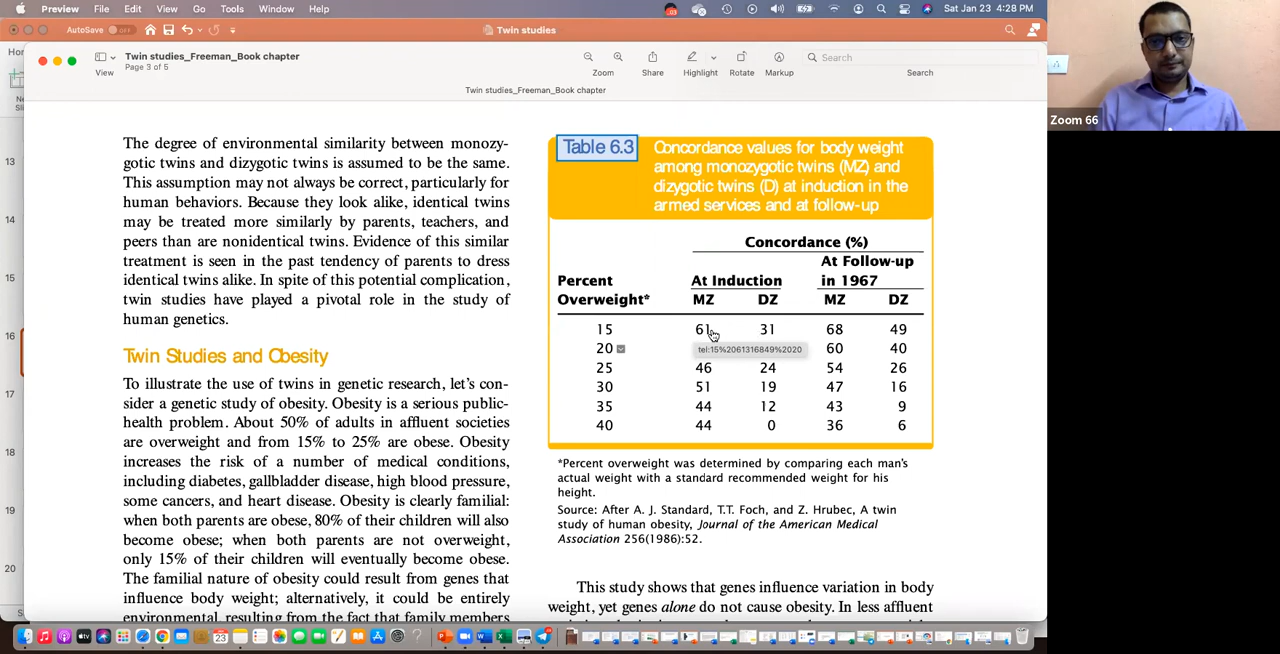 Preview File Edit View Go Tools Window Help
Sat Jan 23 4:28 PM
AutoSave OFF
Twin studies
Twin studies_Freeman_Book chapter
Page 3 of 5
View
Zoom
Share
Highlight
Rotate
Markup
Search
Search
Twin studies_Freeman_Book chapter
13
14
15
16
17
18
19
20
The degree of environmental similarity between monozy-
gotic twins and dizygotic twins is assumed to be the same.
This assumption may not always be correct, particularly for
human behaviors. Because they look alike, identical twins
may be treated more similarly by parents, teachers, and
peers than are nonidentical twins. Evidence of this similar
treatment is seen in the past tendency of parents to dress
identical twins alike. In spite of this potential complication,
twin studies have played a pivotal role in the study of
human genetics.
Twin Studies and Obesity
To illustrate the use of twins in genetic research, let's con-
sider a genetic study of obesity. Obesity is a serious public-
health problem. About 50% of adults in affluent societies
are overweight and from 15% to 25% are obese. Obesity
increases the risk of a number of medical conditions,
including diabetes, gallbladder disease, high blood pressure,
some cancers, and heart disease. Obesity is clearly familial:
when both parents are obese, 80% of their children will also
become obese; when both parents are not overweight,
only 15% of their children will eventually become obese.
The familial nature of obesity could result from genes that
influence body weight; alternatively, it could be entirely
environmental, resulting from the fact that family members
Table 6.3 Concordance values for body weight
among monozygotic twins (MZ) and
dizygotic twins (D) at induction in the
armed services and at follow-up
Concordance (%)
At Follow-up
Percent At Induction in 1967
Overweight* MZ DZ MZ DZ
15 61 31 68 49
20 60 40
tel:15%2061316849%2020
25 46 24 54 26
30 51 19 47 16
35 44 12 43 9
40 44 0 36 6
*Percent overweight was determined by comparing each man's
actual weight with a standard recommended weight for his
height.
Source: After A. J. Standard, T.T. Foch, and Z. Hrubec, A twin
study of human obesity, Journal of the American Medical
Association 256(1986):52.
This study shows that genes influence variation in body
weight, yet genes alone do not cause obesity. In less affluent
Zoom 66